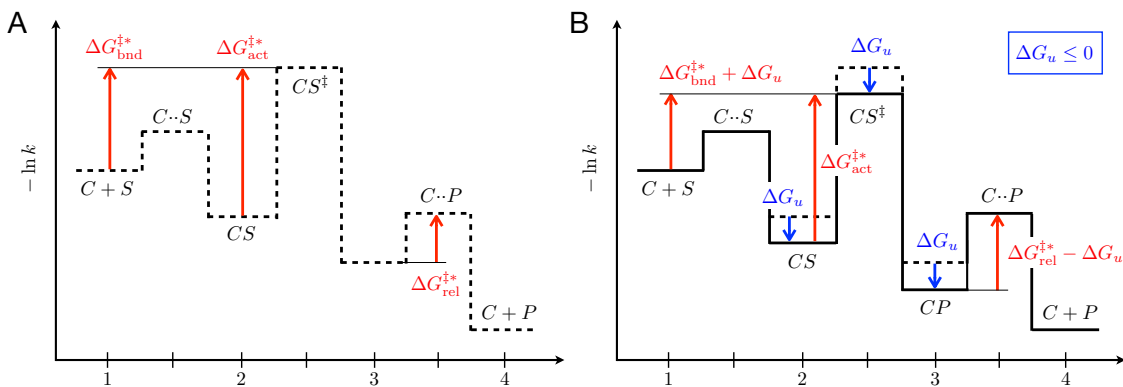 A
− ln k
ΔG‡*bnd
ΔG‡*act
CS‡
C··S
C + S
CS
C··P
ΔG‡*rel
C + P
1
2
3
4
B
− ln k
ΔGu
ΔGu ≤ 0
ΔG‡*bnd + ΔGu
CS‡
C··S
ΔG‡*act
C + S
ΔGu
C··P
CS
ΔGu
ΔG‡*rel − ΔGu
CP
C + P
1
2
3
4